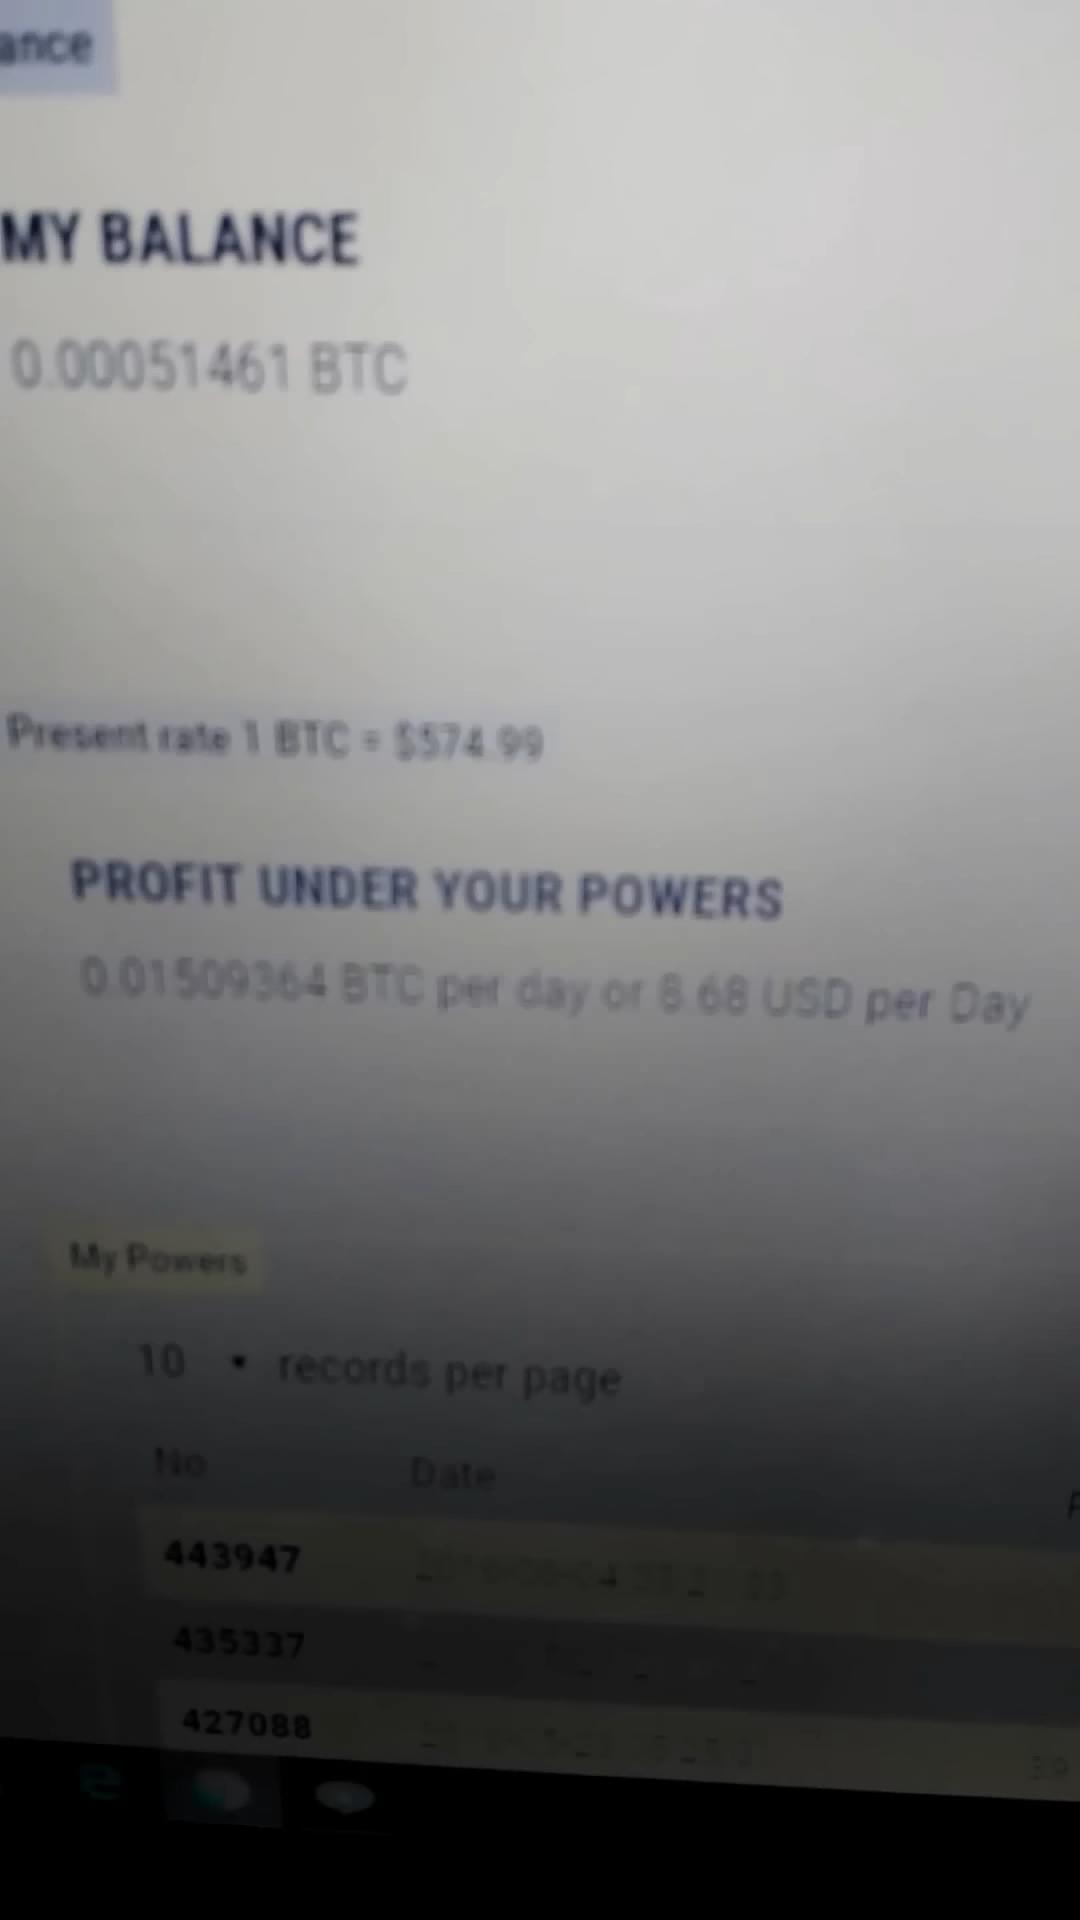 ance
MY BALANCE
0.00051461 BTC
Present rate 1 BTC = $574.99
PROFIT UNDER YOUR POWERS
0.01509364 BTC per day or 8.68 USD per Day
My Powers
10 records per page
No Date
443947
435337
427088